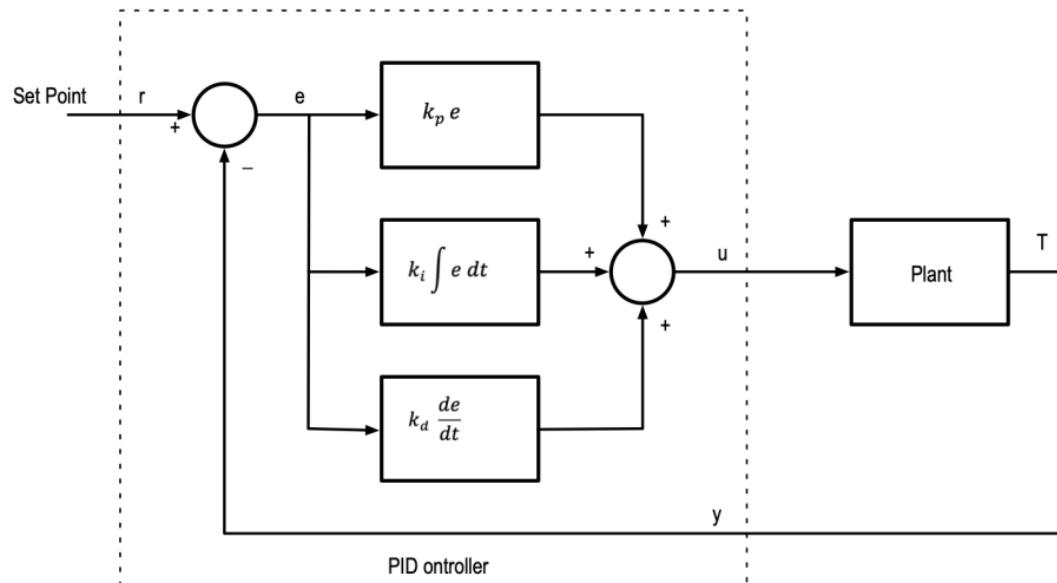 Set Point
r
+
−
e
k_p e
k_i ∫ e dt
k_d de/dt
+
+
+
u
Plant
T
y
PID ontroller